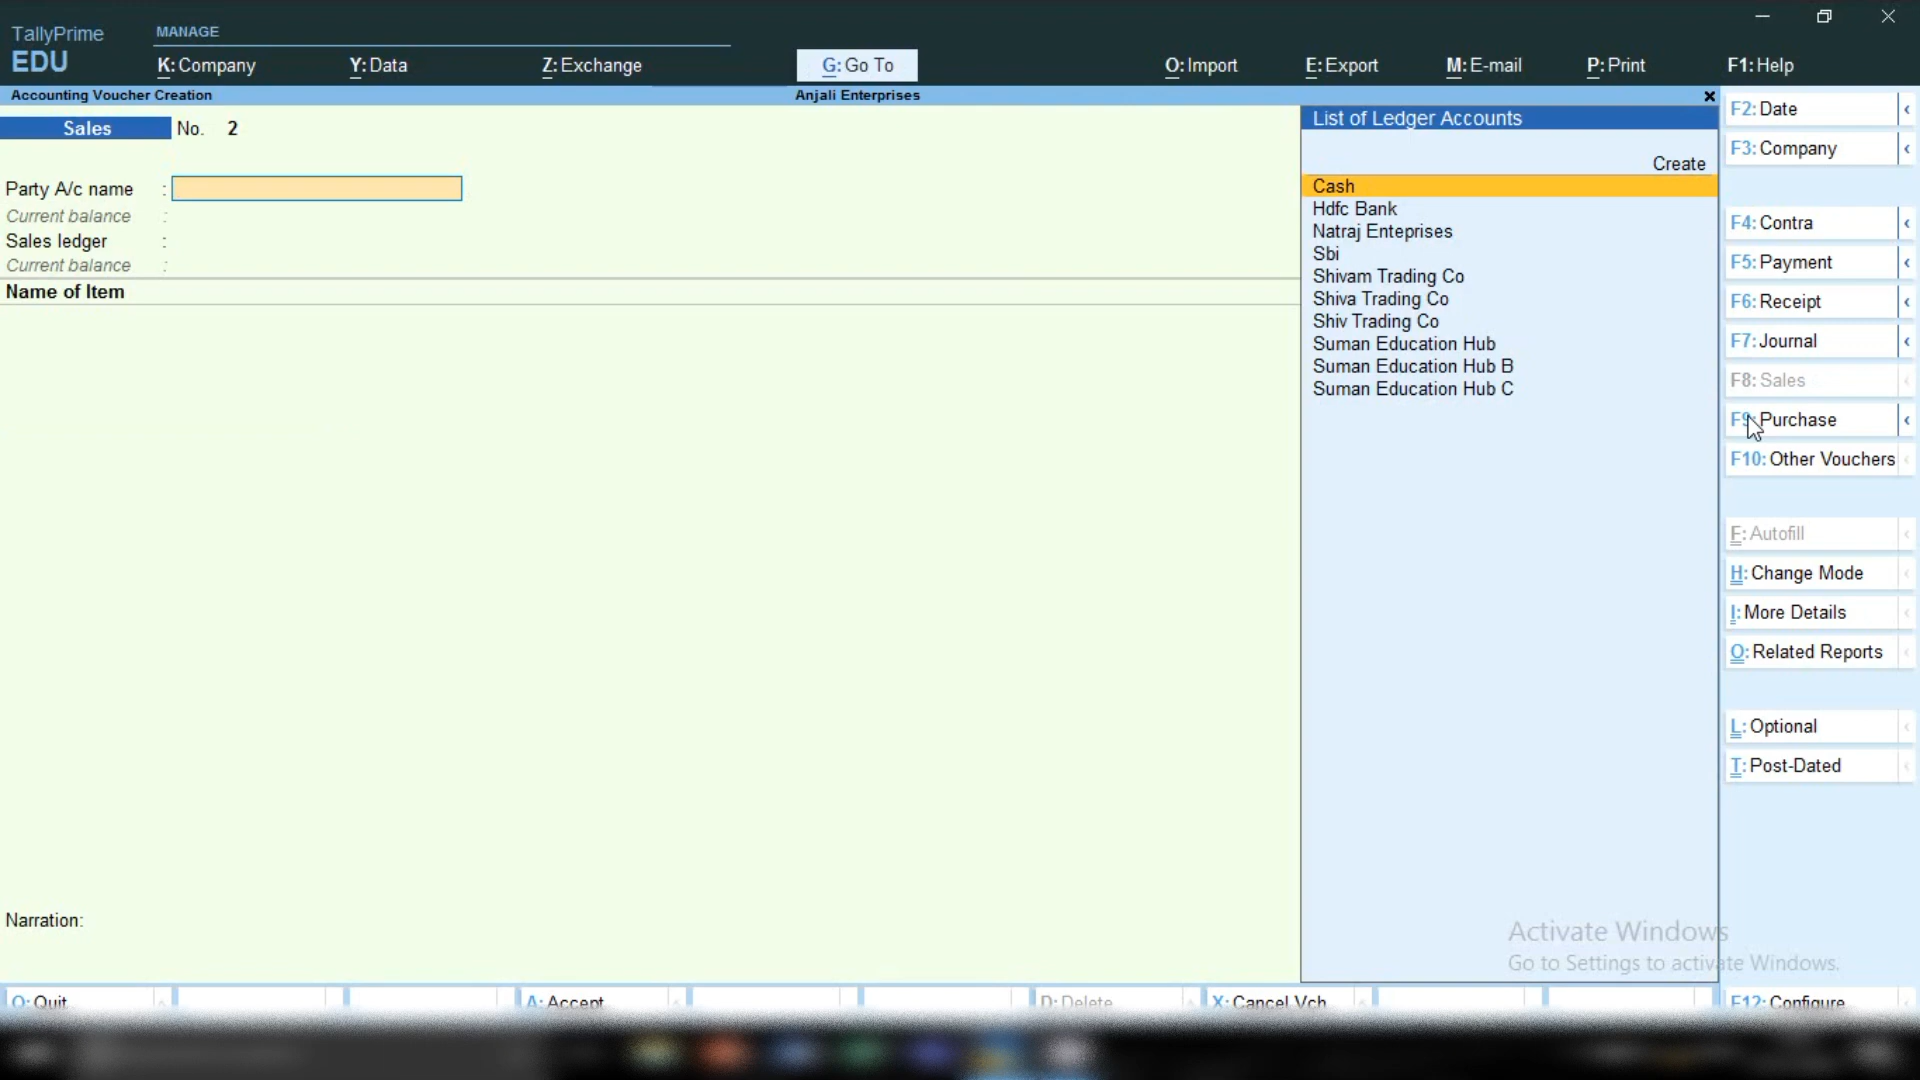 TallyPrime
EDU
MANAGE
K: Company
Y: Data
Z: Exchange
G: Go To
O: Import
E: Export
M: E-mail
P: Print
F1: Help
Accounting Voucher Creation
Anjali Enterprises
Sales No. 2
Party A/c name :
Current balance :
Sales ledger :
Current balance :
Name of Item
Narration:
List of Ledger Accounts
Create
Cash
Hdfc Bank
Natraj Enteprises
Sbi
Shivam Trading Co
Shiva Trading Co
Shiv Trading Co
Suman Education Hub
Suman Education Hub B
Suman Education Hub C
F2: Date
F3: Company
F4: Contra
F5: Payment
F6: Receipt
F7: Journal
F8: Sales
F9: Purchase
F10: Other Vouchers
F: Autofill
H: Change Mode
I: More Details
O: Related Reports
L: Optional
T: Post-Dated
Activate Windows
Go to Settings to activate Windows.
Q: Quit
A: Accept
D: Delete
X: Cancel Vch
F12: Configure